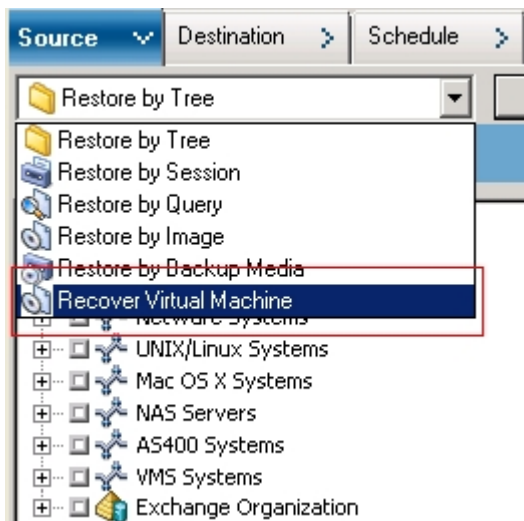 Source Destination Schedule
Restore by Tree
Restore by Tree
Restore by Session
Restore by Query
Restore by Image
Restore by Backup Media
Recover Virtual Machine
Netware Systems
UNIX/Linux Systems
Mac OS X Systems
NAS Servers
AS400 Systems
VMS Systems
Exchange Organization